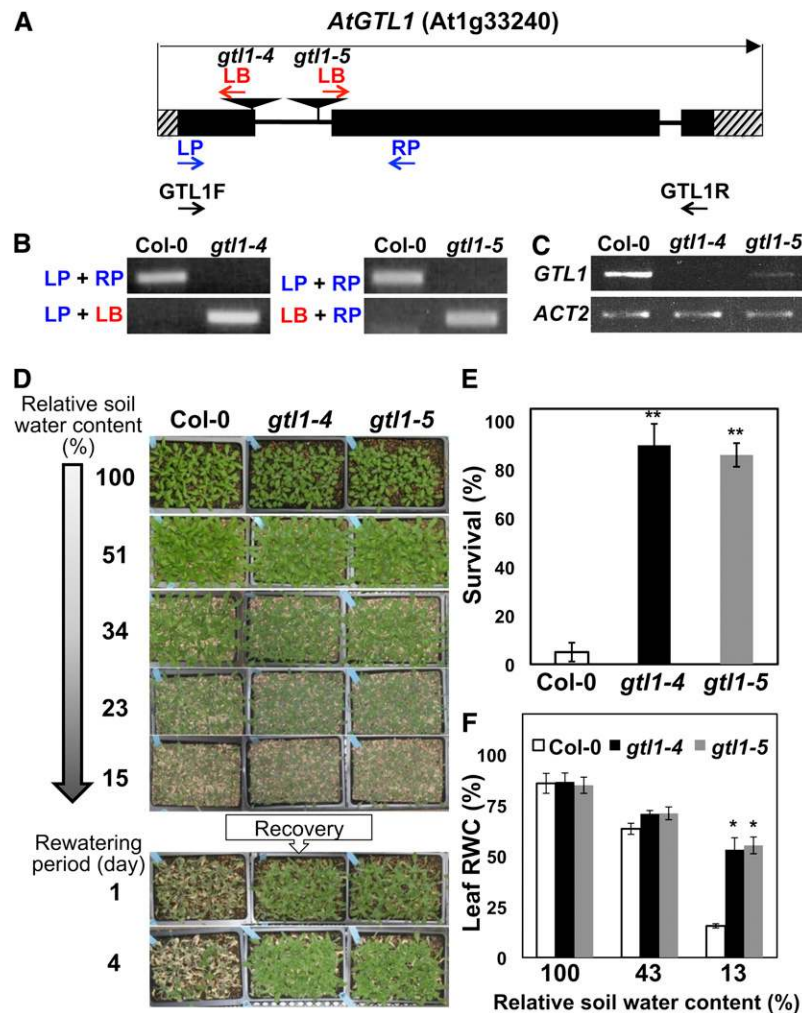 A
AtGTL1 (At1g33240)
gtl1-4 gtl1-5
LB LB
LP RP
GTL1F GTL1R
B
Col-0 gtl1-4
LP + RP
LP + LB
Col-0 gtl1-5
LP + RP
LB + RP
C
Col-0 gtl1-4 gtl1-5
GTL1
ACT2
D
Relative soil
water content
(%)
Col-0 gtl1-4 gtl1-5
100
51
34
23
15
Recovery
Rewatering
period (day)
1
4
E
Survival (%)
100
80
60
40
20
0
** **
Col-0 gtl1-4 gtl1-5
F
Col-0 gtl1-4 gtl1-5
Leaf RWC (%)
100
75
50
25
0
* *
100 43 13
Relative soil water content (%)